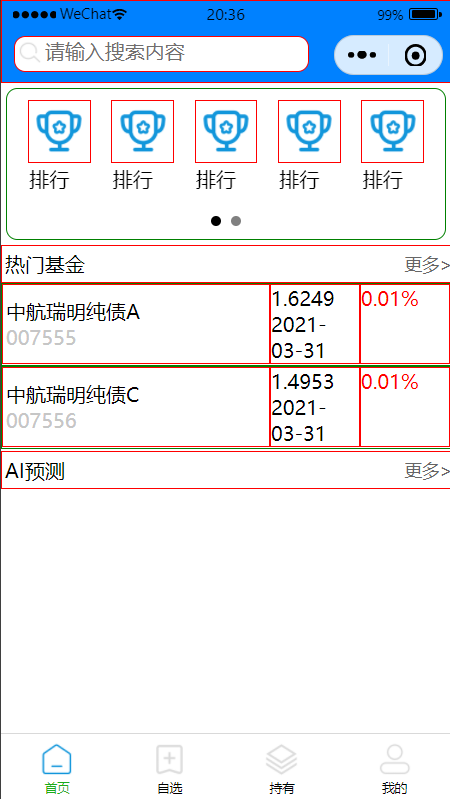 WeChat 20:36 99%
请输入搜索内容
排行 排行 排行 排行 排行
热门基金 更多>
中航瑞明纯债A
007555
1.6249
2021-
03-31
0.01%
中航瑞明纯债C
007556
1.4953
2021-
03-31
0.01%
AI预测 更多>
首页 自选 持有 我的